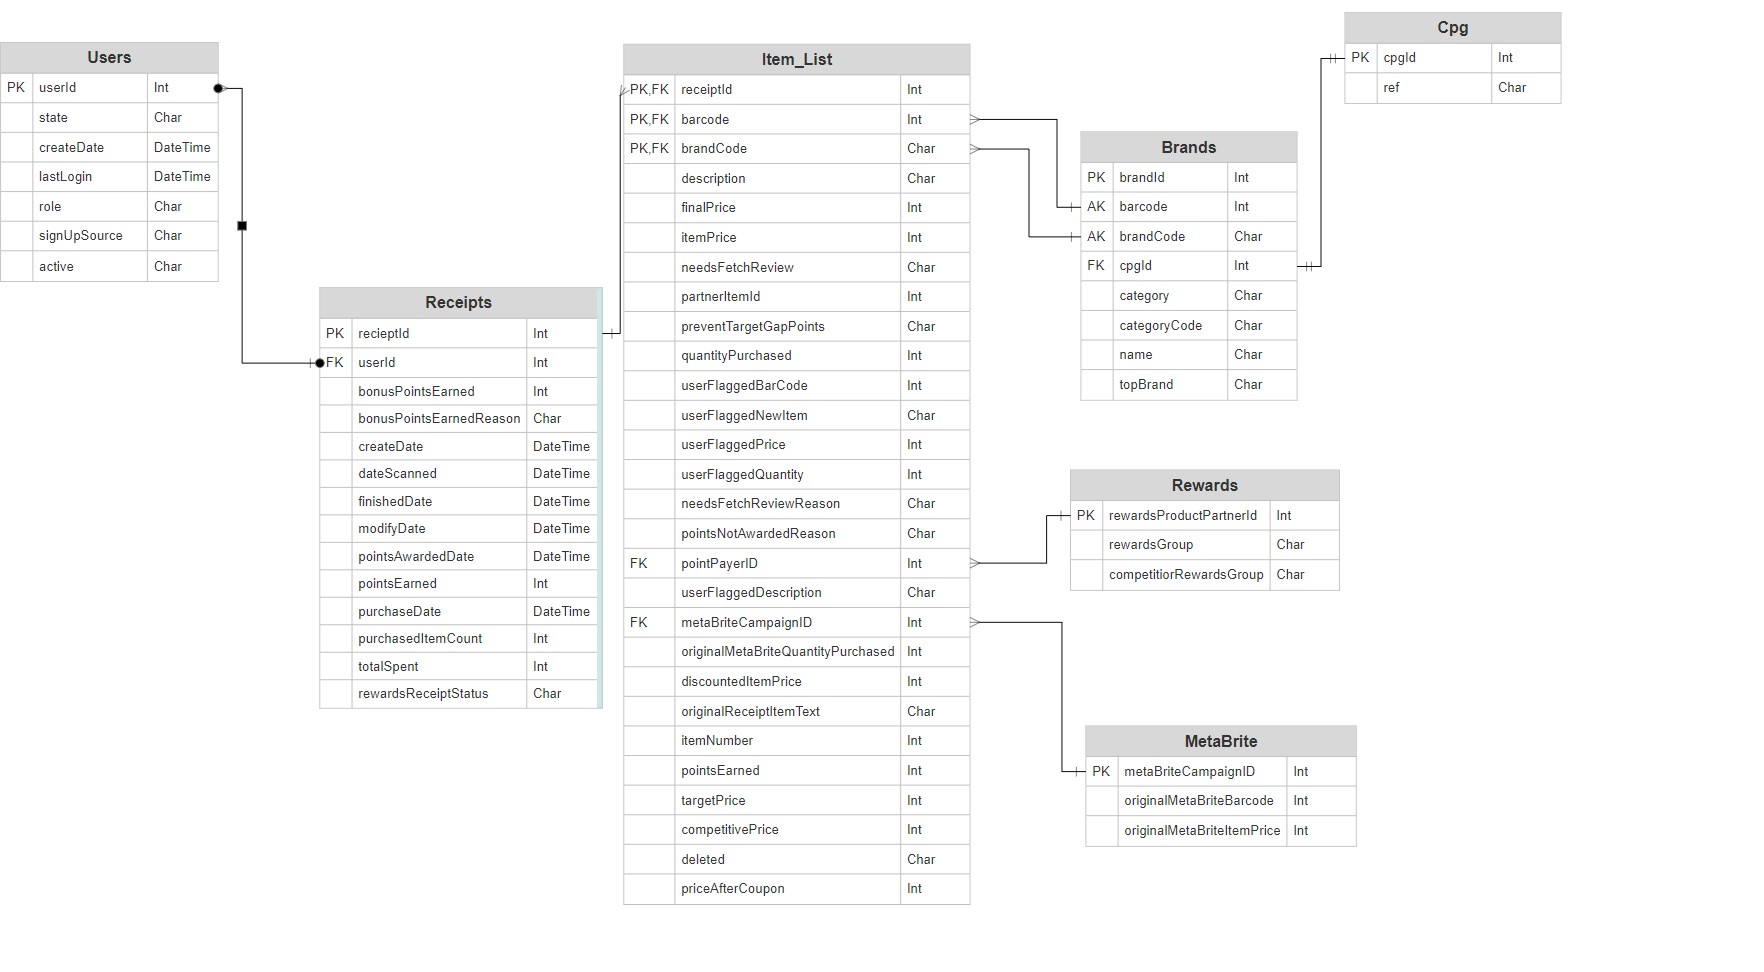 Users
PK userId Int
state Char
createDate DateTime
lastLogin DateTime
role Char
signUpSource Char
active Char
Receipts
PK recieptId Int
FK userId Int
bonusPointsEarned Int
bonusPointsEarnedReason Char
createDate DateTime
dateScanned DateTime
finishedDate DateTime
modifyDate DateTime
pointsAwardedDate DateTime
pointsEarned Int
purchaseDate DateTime
purchasedItemCount Int
totalSpent Int
rewardsReceiptStatus Char
Item_List
PK,FK receiptId Int
PK,FK barcode Int
PK,FK brandCode Char
description Char
finalPrice Int
itemPrice Int
needsFetchReview Char
partnerItemId Int
preventTargetGapPoints Char
quantityPurchased Int
userFlaggedBarCode Int
userFlaggedNewItem Char
userFlaggedPrice Int
userFlaggedQuantity Int
needsFetchReviewReason Char
pointsNotAwardedReason Char
FK pointPayerID Int
userFlaggedDescription Char
FK metaBriteCampaignID Int
originalMetaBriteQuantityPurchased Int
discountedItemPrice Int
originalReceiptItemText Char
itemNumber Int
pointsEarned Int
targetPrice Int
competitivePrice Int
deleted Char
priceAfterCoupon Int
Cpg
PK cpgId Int
ref Char
Brands
PK brandId Int
AK barcode Int
AK brandCode Char
FK cpgId Int
category Char
categoryCode Char
name Char
topBrand Char
Rewards
PK rewardsProductPartnerId Int
rewardsGroup Char
competitiorRewardsGroup Char
MetaBrite
PK metaBriteCampaignID Int
originalMetaBriteBarcode Int
originalMetaBriteItemPrice Int